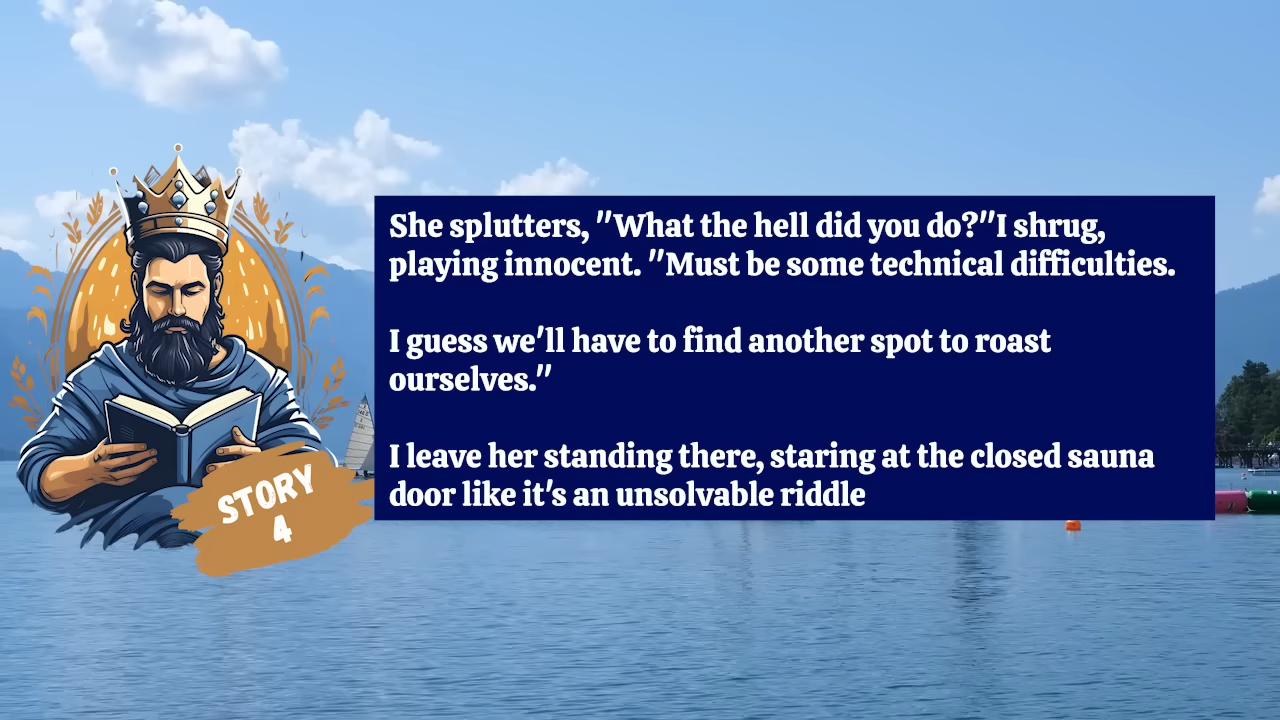 She splutters, "What the hell did you do?"I shrug,
playing innocent. "Must be some technical difficulties.
I guess we'll have to find another spot to roast
ourselves."
I leave her standing there, staring at the closed sauna
door like it's an unsolvable riddle
STORY
4